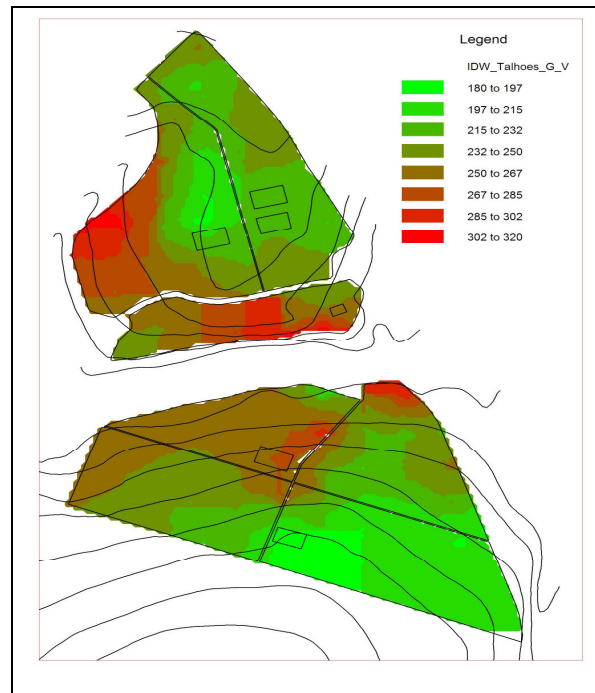 Legend
IDW_Talhoes_G_V
180 to 197
197 to 215
215 to 232
232 to 250
250 to 267
267 to 285
285 to 302
302 to 320